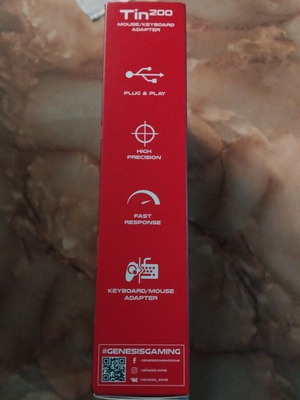 Tin200
MOUSE/KEYBOARD
ADAPTER
PLUG & PLAY
HIGH
PRECISION
FAST
RESPONSE
KEYBOARD/MOUSE
ADAPTER
#GENESISGAMING